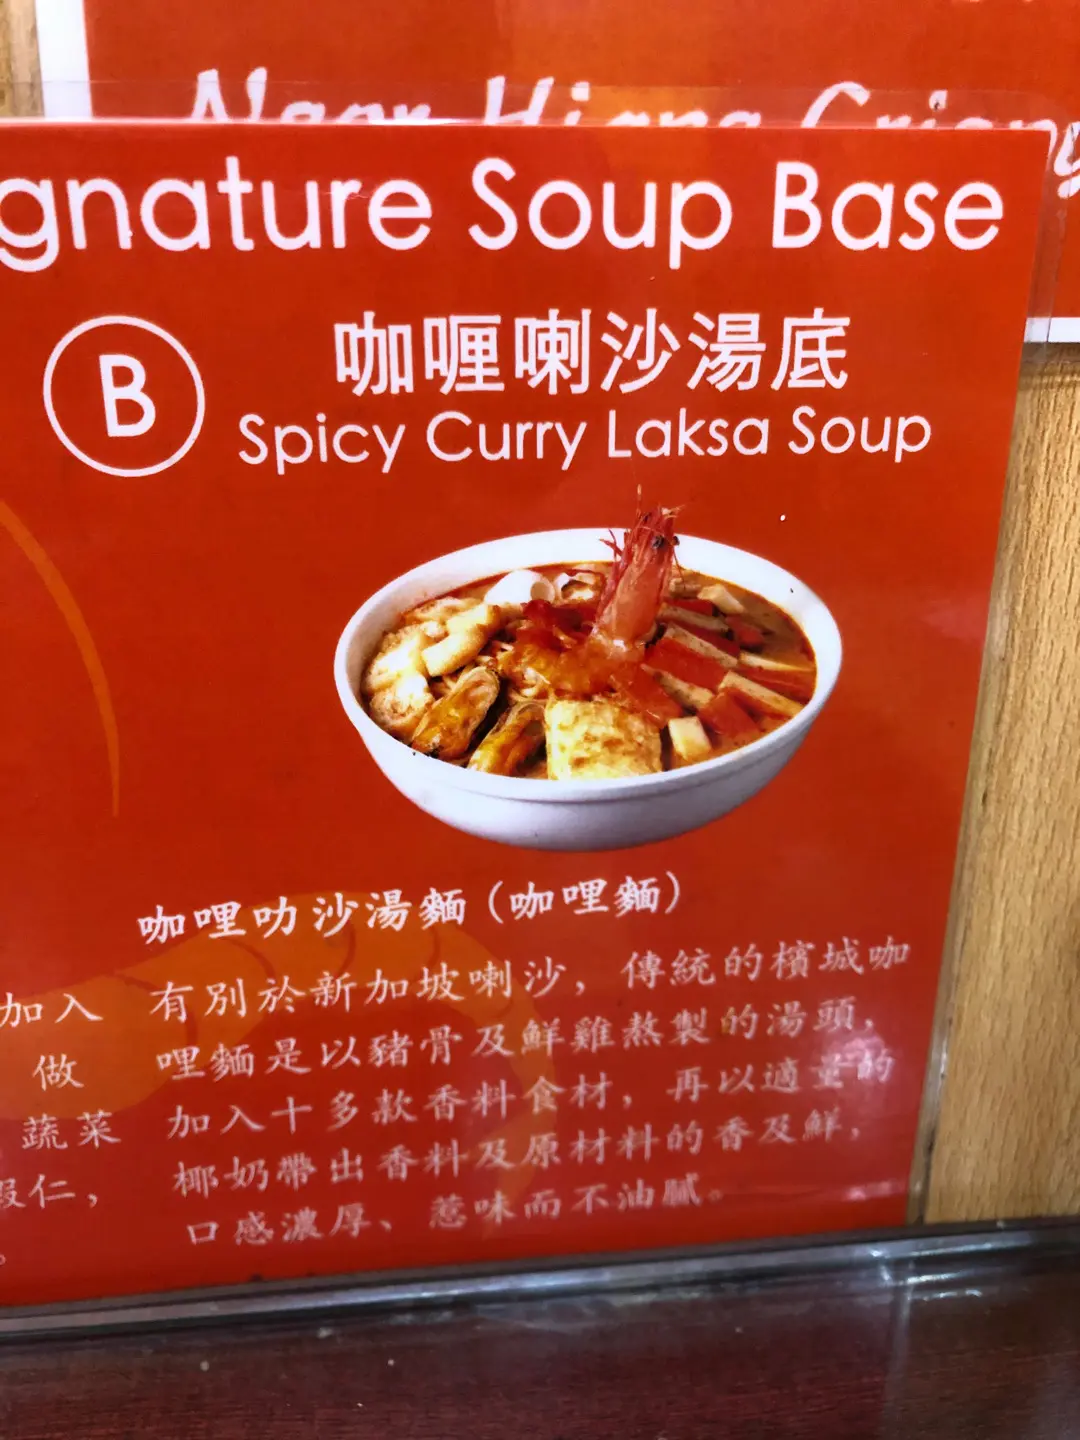 Ngor Hiang Crispy
gnature Soup Base
B
咖喱喇沙湯底
Spicy Curry Laksa Soup
咖哩叻沙湯麵（咖哩麵）
加入 有別於新加坡喇沙，傳統的檳城咖
做 哩麵是以豬骨及鮮雞熬製的湯頭，
蔬菜 加入十多款香料食材，再以適量的
蝦仁， 椰奶帶出香料及原材料的香及鮮，
。 口感濃厚、惹味而不油膩。